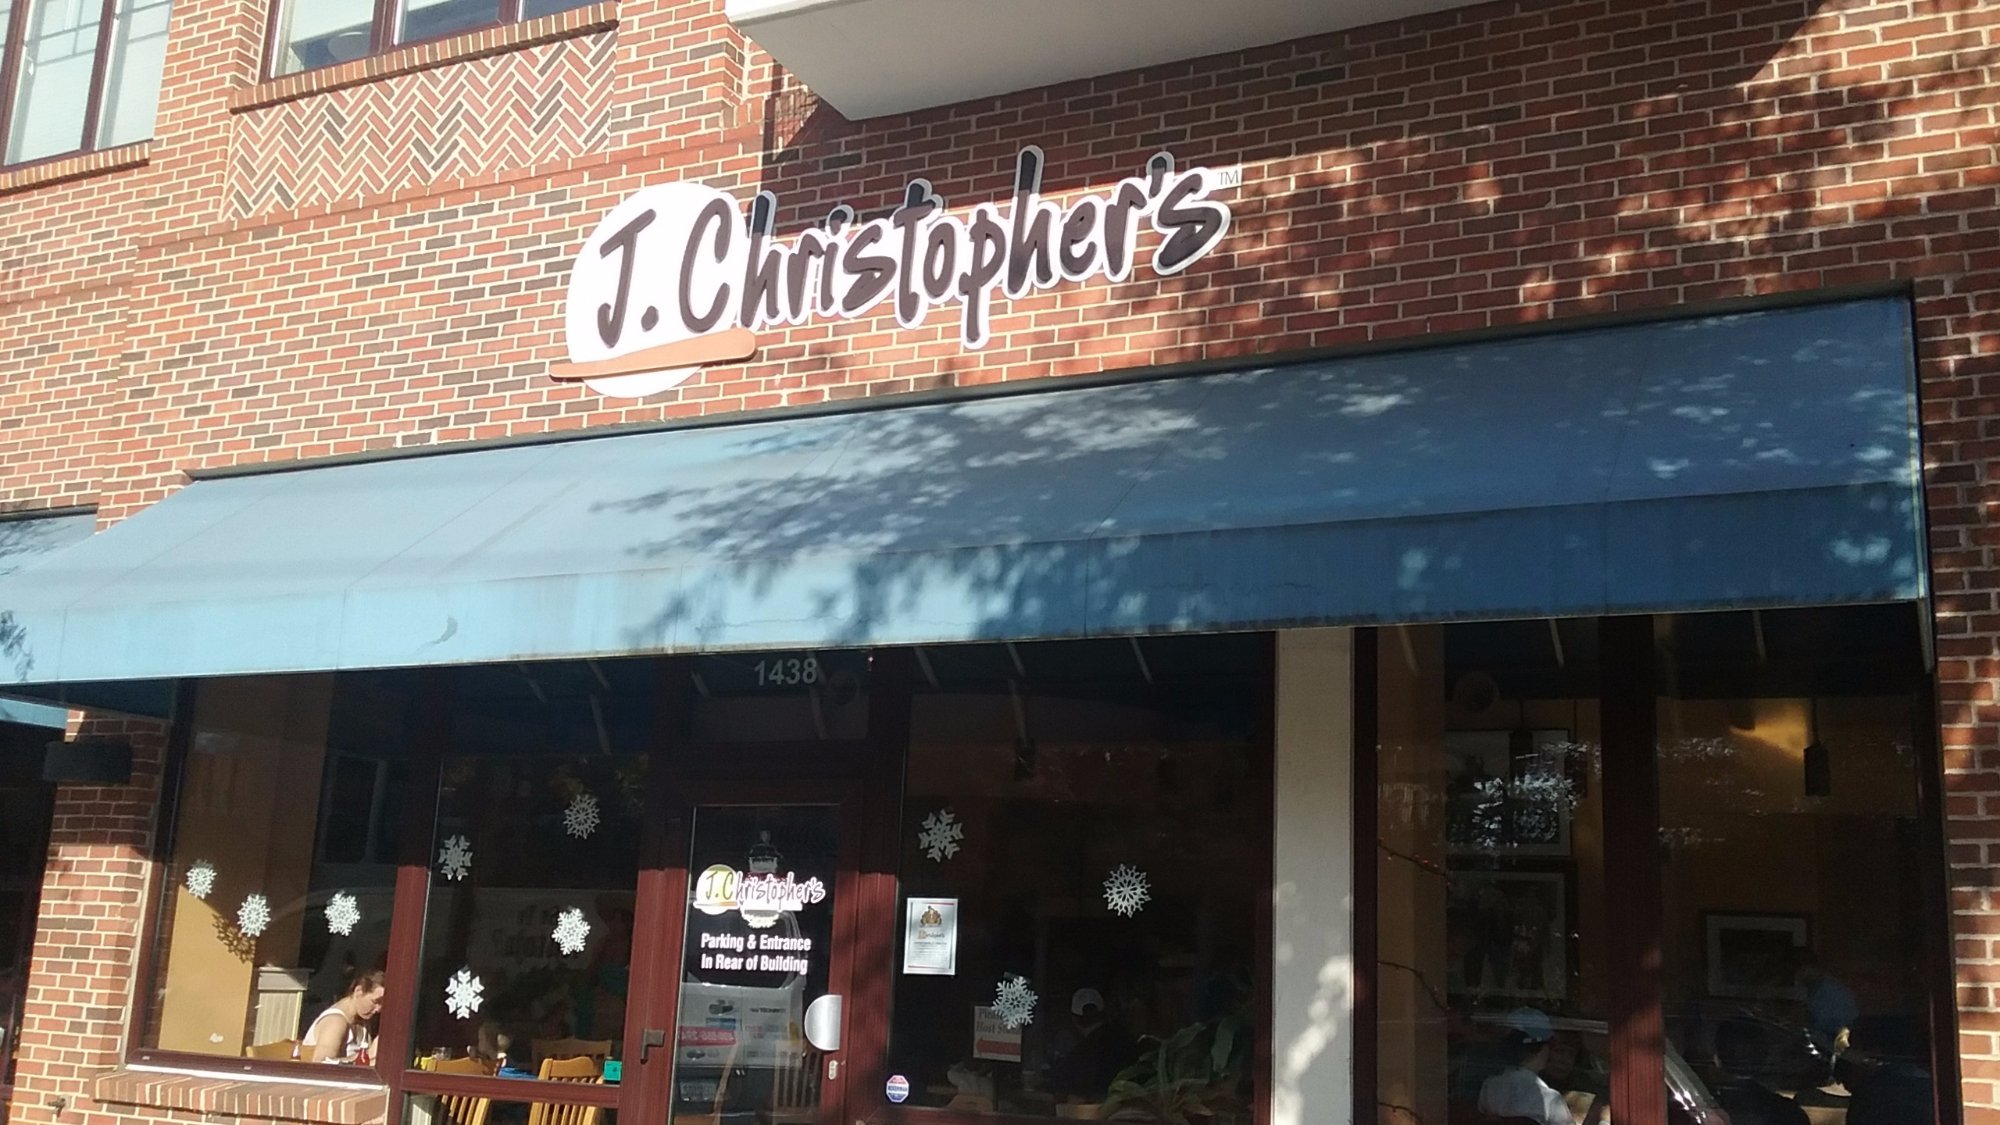 J. Christopher's TM
1438
J. Christopher's
Parking & Entrance
In Rear of Building